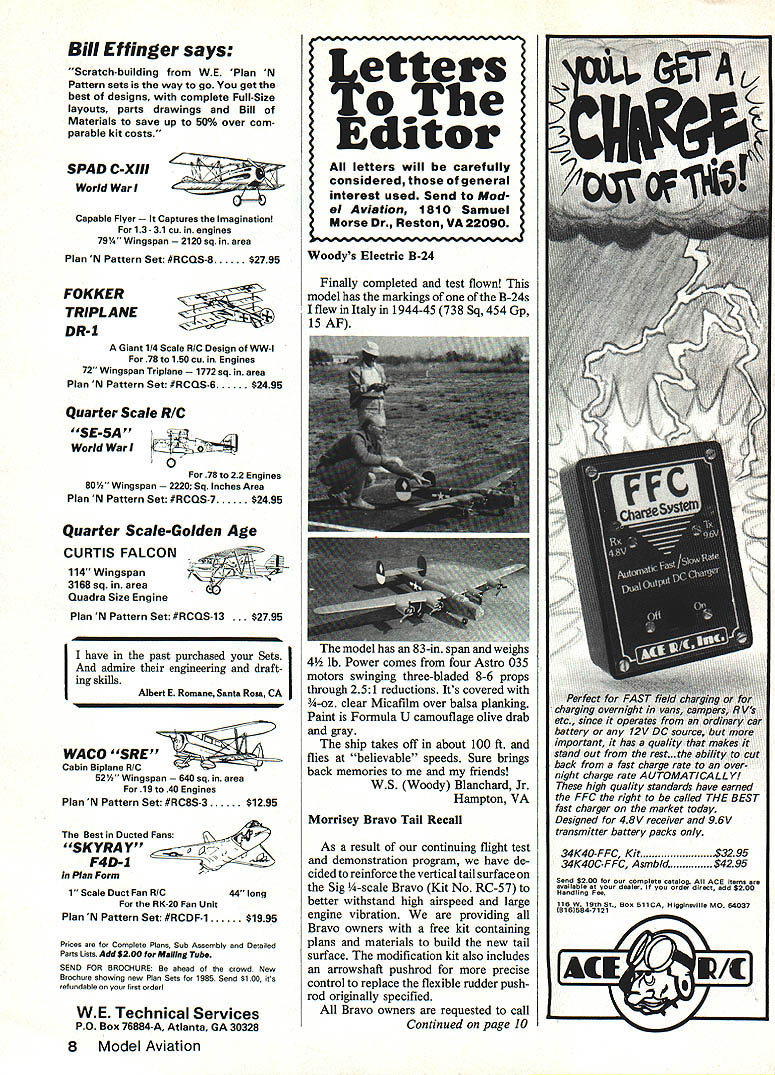 Bill Effinger says:
"Scratch-building from W.E. 'Plan 'N
Pattern sets is the way to go. You get the
best of designs, with complete Full-Size
layouts, parts drawings and Bill of
Materials to save up to 50% over com-
parable kit costs."
SPAD C-XIII
World War I
Capable Flyer — It Captures the Imagination!
For 1.3 - 3.1 cu. in. engines
79¼" Wingspan — 2120 sq. in. area
Plan 'N Pattern Set: #RCQS-8...... $27.95
FOKKER
TRIPLANE
DR-1
A Giant 1/4 Scale R/C Design of WW-I
For .78 to 1.50 cu. in. Engines
72" Wingspan Triplane — 1772 sq. in. area
Plan 'N Pattern Set: #RCQS-6...... $24.95
Quarter Scale R/C
"SE-5A"
World War I
For .78 to 2.2 Engines
80½" Wingspan — 2220; Sq. Inches Area
Plan 'N Pattern Set: #RCQS-7...... $24.95
Quarter Scale-Golden Age
CURTIS FALCON
114" Wingspan
3168 sq. in. area
Quadra Size Engine
Plan 'N Pattern Set: #RCQS-13 ... $27.95
I have in the past purchased your Sets.
And admire their engineering and draft-
ing skills.
Albert E. Romane, Santa Rosa, CA
WACO "SRE"
Cabin Biplane R/C
52½" Wingspan — 640 sq. in. area
For .19 to .40 Engines
Plan 'N Pattern Set: #RC8S-3...... $12.95
The Best in Ducted Fans:
"SKYRAY"
F4D-1
in Plan Form
1" Scale Duct Fan R/C 44" long
For the RK-20 Fan Unit
Plan 'N Pattern Set: #RCDF-1...... $19.95
Prices are for Complete Plans, Sub Assembly and Detailed
Parts Lists. Add $2.00 for Mailing Tube.
SEND FOR BROCHURE: Be ahead of the crowd. New
Brochure showing new Plan Sets for 1985. Send $1.00, it's
refundable on your first order!
W.E. Technical Services
P.O. Box 76884-A, Atlanta, GA 30328
8 Model Aviation
Letters
To The
Editor
All letters will be carefully
considered, those of general
interest used. Send to Mod-
el Aviation, 1810 Samuel
Morse Dr., Reston, VA 22090.
Woody's Electric B-24
Finally completed and test flown! This
model has the markings of one of the B-24s
I flew in Italy in 1944-45 (738 Sq, 454 Gp,
15 AF).
The model has an 83-in. span and weighs
4½ lb. Power comes from four Astro 035
motors swinging three-bladed 8-6 props
through 2.5:1 reductions. It's covered with
¾-oz. clear Micafilm over balsa planking.
Paint is Formula U camouflage olive drab
and gray.
The ship takes off in about 100 ft. and
flies at "believable" speeds. Sure brings
back memories to me and my friends!
W.S. (Woody) Blanchard, Jr.
Hampton, VA
Morrisey Bravo Tail Recall
As a result of our continuing flight test
and demonstration program, we have de-
cided to reinforce the vertical tail surface on
the Sig ¼-scale Bravo (Kit No. RC-57) to
better withstand high airspeed and large
engine vibration. We are providing all
Bravo owners with a free kit containing
plans and materials to build the new tail
surface. The modification kit also includes
an arrowshaft pushrod for more precise
control to replace the flexible rudder push-
rod originally specified.
All Bravo owners are requested to call
Continued on page 10
YOU'LL GET A
CHARGE
OUT OF THIS!
FFC
Charge System
Rx
4.8V
Tx
9.6V
Automatic Fast/Slow Rate
Dual Output DC Charger
Off
On
ACE R/C, Inc.
Perfect for FAST field charging or for
charging overnight in vans, campers, RV's
etc., since it operates from an ordinary car
battery or any 12V DC source, but more
important, it has a quality that makes it
stand out from the rest...the ability to cut
back from a fast charge rate to an over-
night charge rate AUTOMATICALLY!
These high quality standards have earned
the FFC the right to be called THE BEST
fast charger on the market today.
Designed for 4.8V receiver and 9.6V
transmitter battery packs only.
34K40-FFC, Kit....................$32.95
34K40C-FFC, Asmbld.............$42.95
Send $2.00 for our complete catalog. All ACE items are
available at your dealer. If you order direct, add $2.00
Handling Fee.
116 W. 19th St., Box 511CA, Higginsville MO. 64037
(816)584-7121
ACE R/C